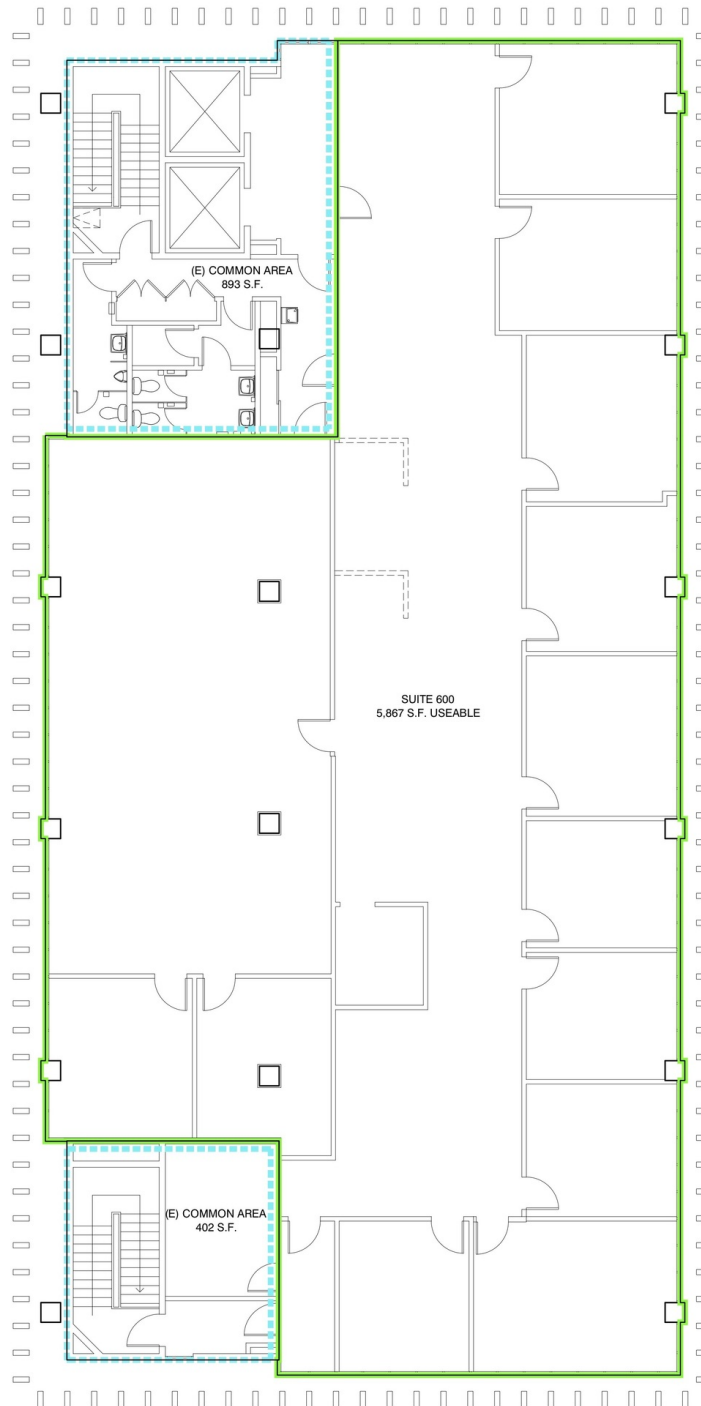 (E) COMMON AREA
893 S.F.
SUITE 600
5,867 S.F. USEABLE
(E) COMMON AREA
402 S.F.